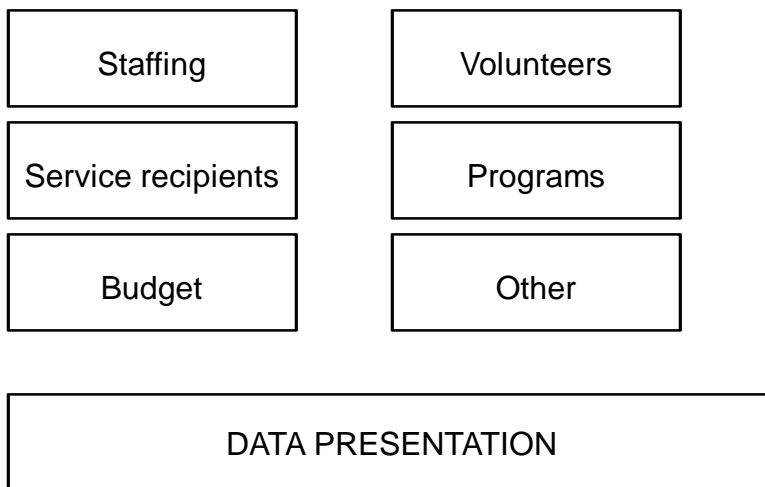 Staffing
Volunteers
Service recipients
Programs
Budget
Other
DATA PRESENTATION